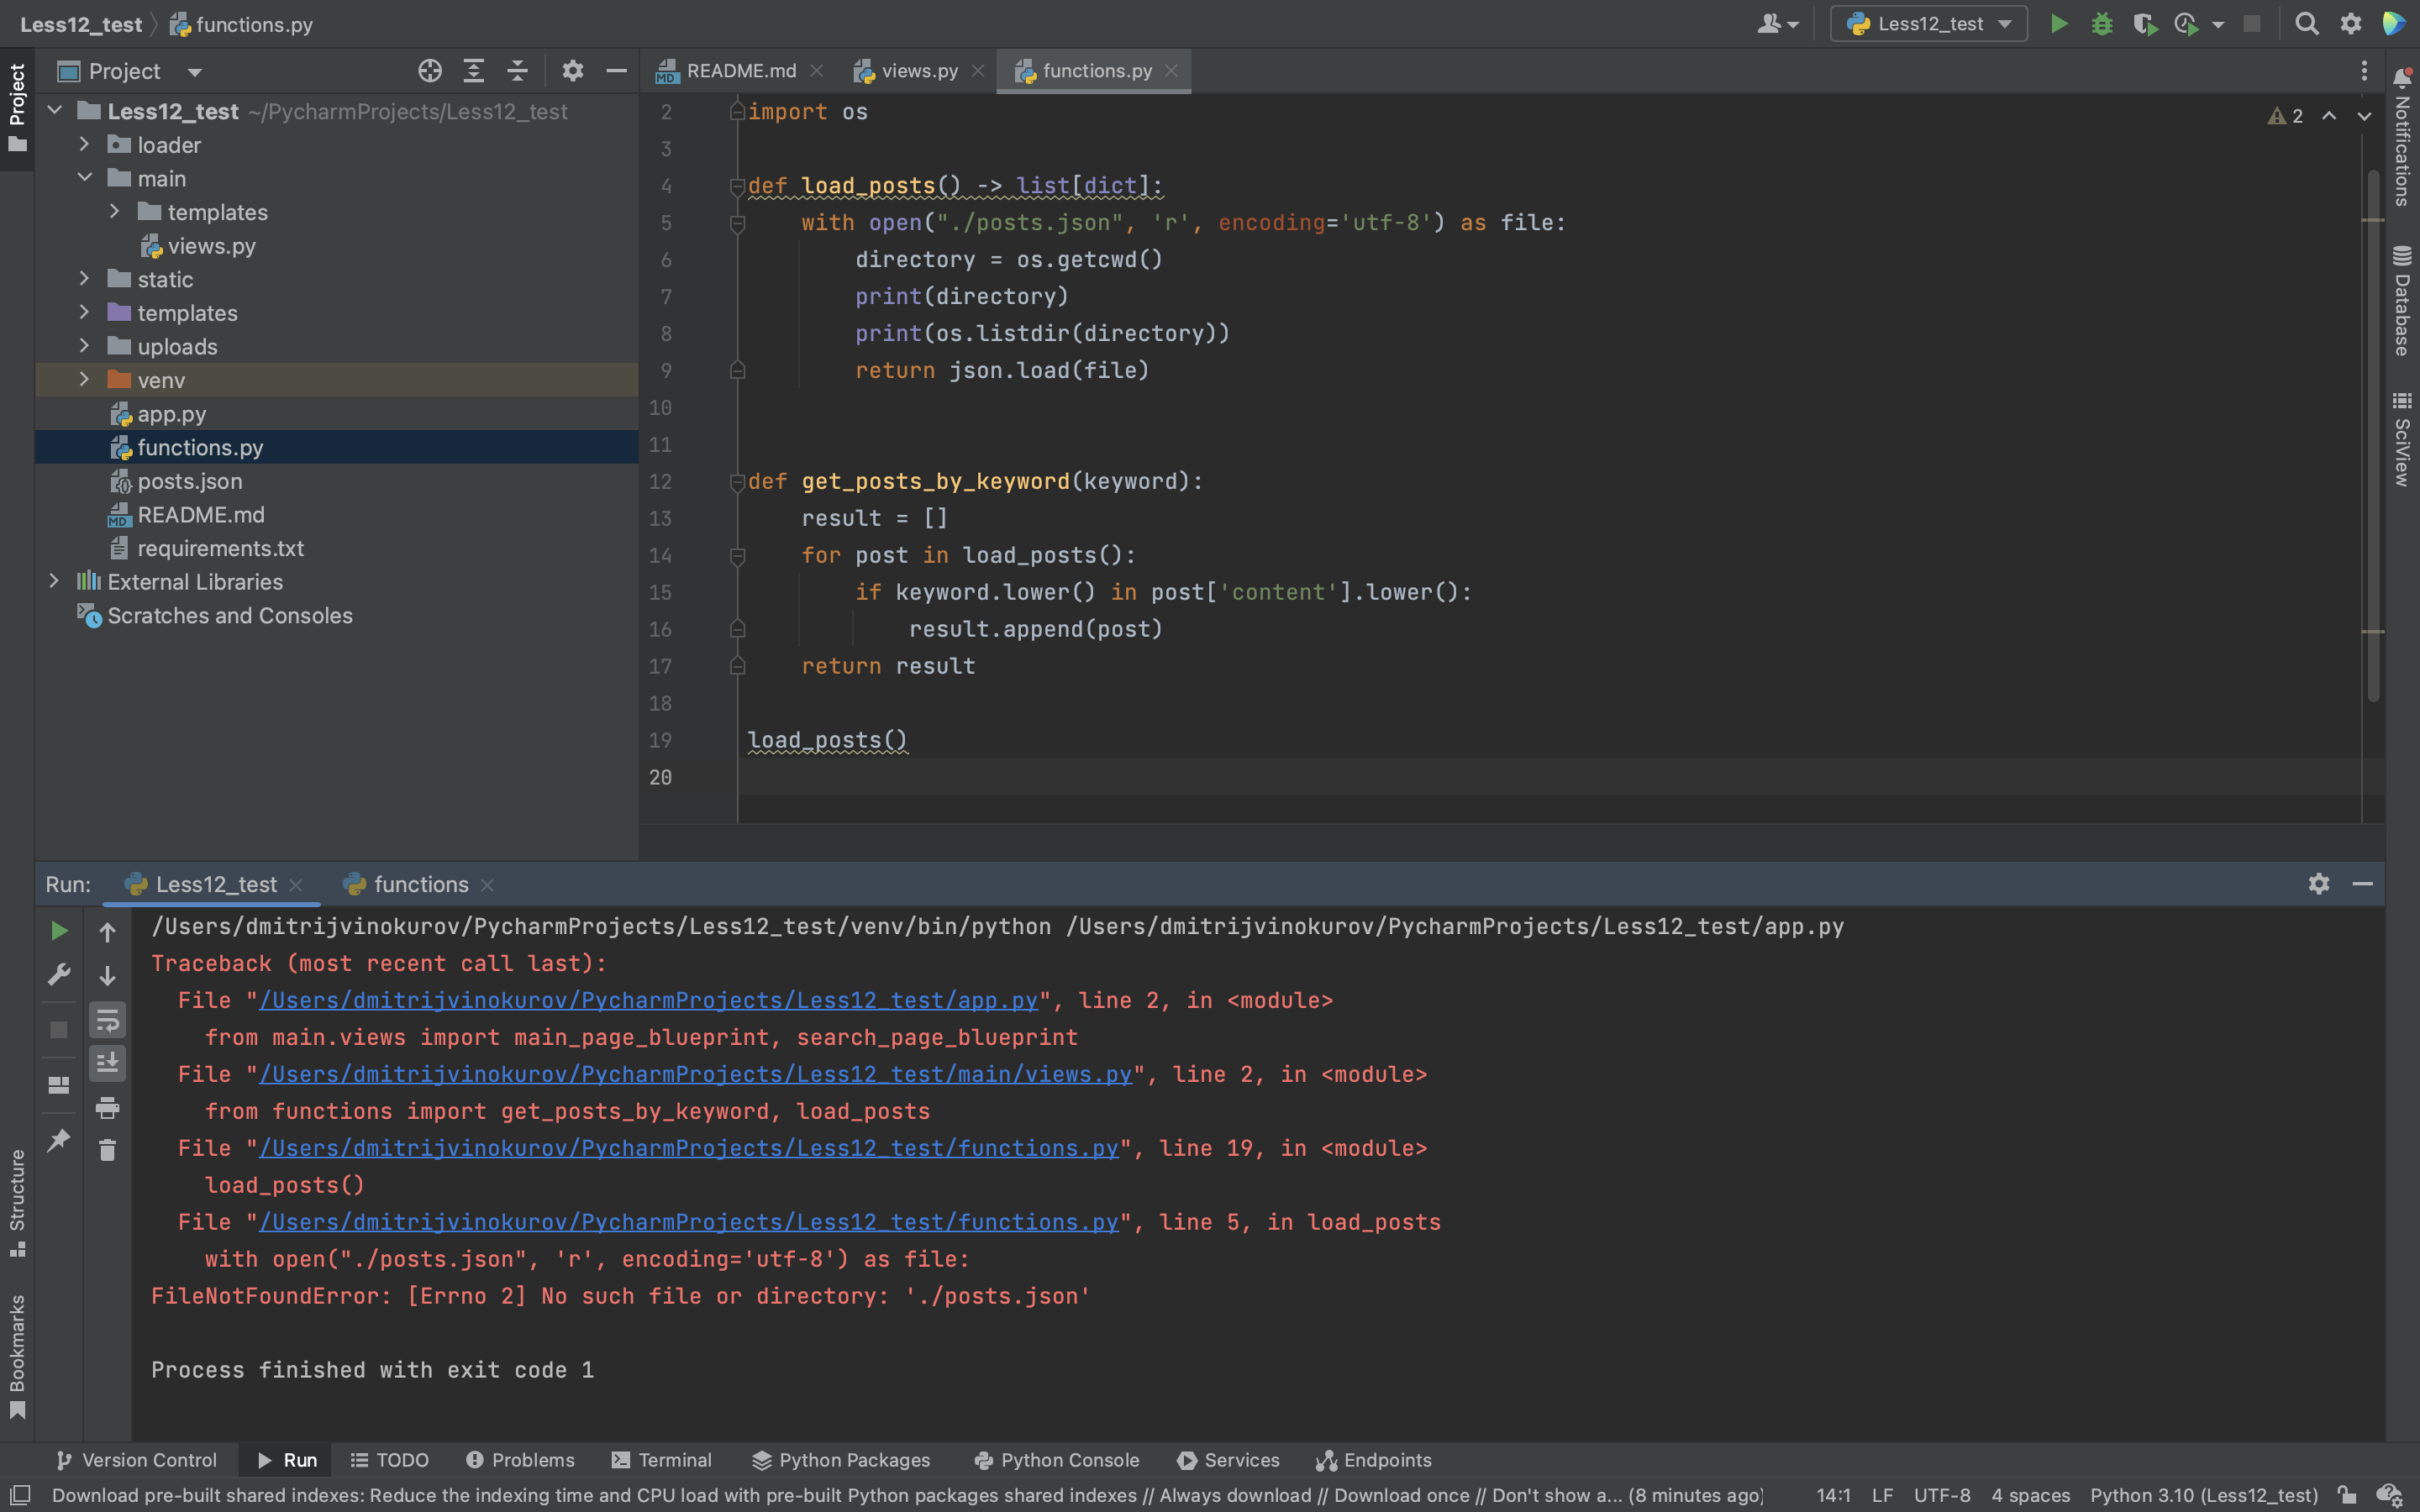 Less12_test functions.py
Less12_test
Project
README.md
views.py
functions.py
Project
Less12_test ~/PycharmProjects/Less12_test
loader
main
templates
views.py
static
templates
uploads
venv
app.py
functions.py
posts.json
README.md
requirements.txt
External Libraries
Scratches and Consoles
2 import os
2
3
4 def load_posts() -> list[dict]:
5 with open("./posts.json", 'r', encoding='utf-8') as file:
6 directory = os.getcwd()
7 print(directory)
8 print(os.listdir(directory))
9 return json.load(file)
10
11
12 def get_posts_by_keyword(keyword):
13 result = []
14 for post in load_posts():
15 if keyword.lower() in post['content'].lower():
16 result.append(post)
17 return result
18
19 load_posts()
20
Notifications
Database
SciView
Run:
Less12_test
functions
/Users/dmitrijvinokurov/PycharmProjects/Less12_test/venv/bin/python /Users/dmitrijvinokurov/PycharmProjects/Less12_test/app.py
Traceback (most recent call last):
File "/Users/dmitrijvinokurov/PycharmProjects/Less12_test/app.py", line 2, in <module>
from main.views import main_page_blueprint, search_page_blueprint
File "/Users/dmitrijvinokurov/PycharmProjects/Less12_test/main/views.py", line 2, in <module>
from functions import get_posts_by_keyword, load_posts
File "/Users/dmitrijvinokurov/PycharmProjects/Less12_test/functions.py", line 19, in <module>
load_posts()
File "/Users/dmitrijvinokurov/PycharmProjects/Less12_test/functions.py", line 5, in load_posts
with open("./posts.json", 'r', encoding='utf-8') as file:
FileNotFoundError: [Errno 2] No such file or directory: './posts.json'
Process finished with exit code 1
Structure
Bookmarks
Version Control
Run
TODO
Problems
Terminal
Python Packages
Python Console
Services
Endpoints
Download pre-built shared indexes: Reduce the indexing time and CPU load with pre-built Python packages shared indexes // Always download // Download once // Don't show a... (8 minutes ago)
14:1 LF UTF-8 4 spaces Python 3.10 (Less12_test)